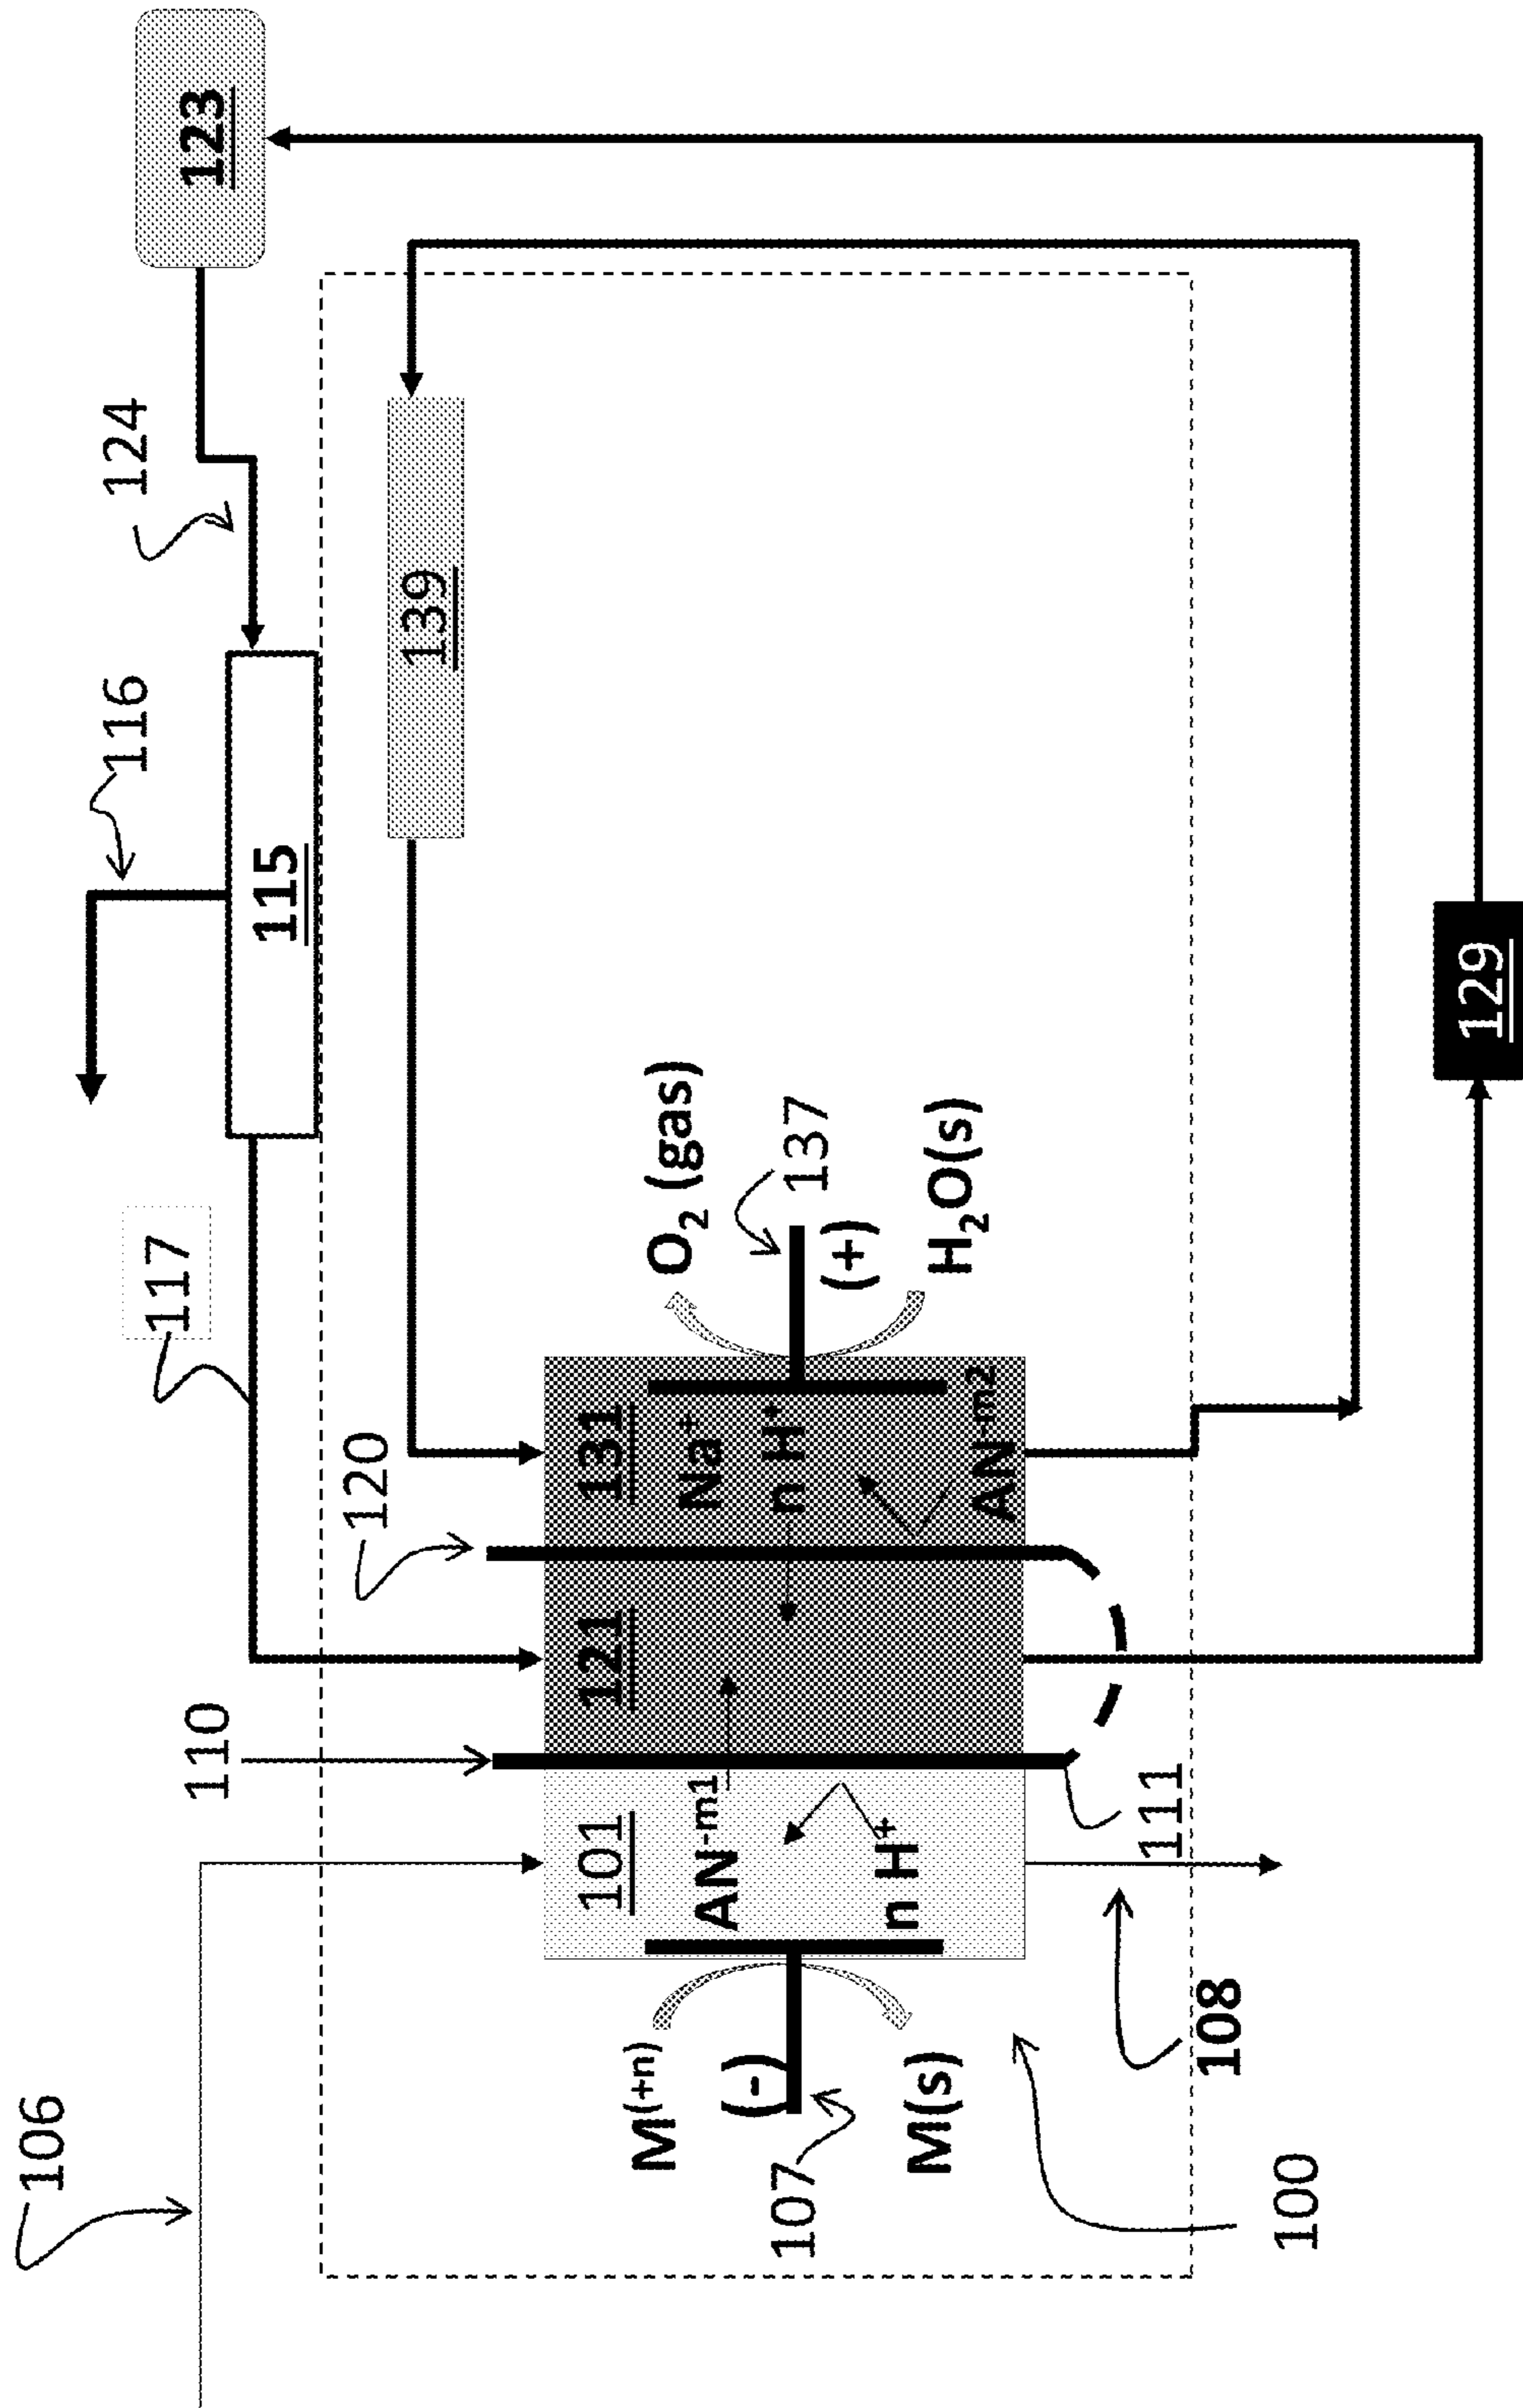 106
116
124
117
123
110
115
120
139
101
121
131
M⁽⁺ⁿ⁾
O₂ (gas)
AN⁻ᵐ¹
Na⁺
(-)
n H⁺
137
107
(+)
n H⁺
M(s)
H₂O(s)
AN⁻ᵐ²
111
108
100
129